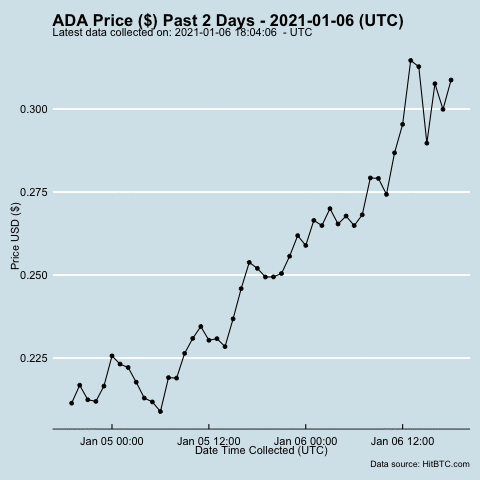 ADA Price ($) Past 2 Days - 2021-01-06 (UTC)
Latest data collected on: 2021-01-06 18:04:06  - UTC
Price USD ($)
0.300
0.275
0.250
0.225
Jan 05 00:00 Jan 05 12:00 Jan 06 00:00 Jan 06 12:00
Date Time Collected (UTC)
Data source: HitBTC.com